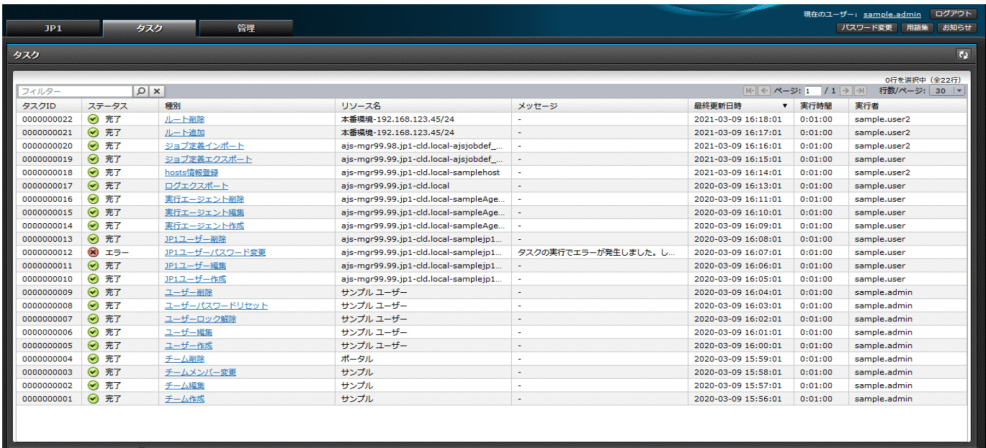 現在のユーザー: sample.admin ログアウト
JP1 タスク 管理 パスワード変更 用語集 お知らせ
タスク
0行を選択中 (全22行)
フィルター ページ: 1 / 1 行数/ページ: 30
タスクID ステータス 種別 リソース名 メッセージ 最終更新日時 実行時間 実行者
0000000022 完了 ルート削除 本番環境-192.168.123.45/24 - 2021-03-09 16:18:01 0:01:00 sample.user2
0000000021 完了 ルート追加 本番環境-192.168.123.45/24 - 2021-03-09 16:17:01 0:01:00 sample.user2
0000000020 完了 ジョブ定義インポート ajs-mgr99.98.jp1-cld.local-ajsjobdef_... - 2021-03-09 16:16:01 0:01:00 sample.user2
0000000019 完了 ジョブ定義エクスポート ajs-mgr99.99.jp1-cld.local-ajsjobdef_... - 2021-03-09 16:15:01 0:01:00 sample.user
0000000018 完了 hosts情報登録 ajs-mgr99.99.jp1-cld.local-samplehost - 2021-03-09 16:14:01 0:01:00 sample.user2
0000000017 完了 ログエクスポート ajs-mgr99.99.jp1-cld.local - 2020-03-09 16:13:01 0:01:00 sample.user
0000000016 完了 実行エージェント削除 ajs-mgr99.99.jp1-cld.local-sampleAge... - 2020-03-09 16:11:01 0:01:00 sample.user
0000000015 完了 実行エージェント編集 ajs-mgr99.99.jp1-cld.local-sampleAge... - 2020-03-09 16:10:01 0:01:00 sample.user
0000000014 完了 実行エージェント作成 ajs-mgr99.99.jp1-cld.local-sampleAge... - 2020-03-09 16:09:01 0:01:00 sample.user
0000000013 完了 JP1ユーザー削除 ajs-mgr99.99.jp1-cld.local-samplejp1... - 2020-03-09 16:08:01 0:01:00 sample.user
0000000012 エラー JP1ユーザーパスワード変更 ajs-mgr99.99.jp1-cld.local-samplejp1... タスクの実行でエラーが発生しました。し... 2020-03-09 16:07:01 0:01:00 sample.user
0000000011 完了 JP1ユーザー編集 ajs-mgr99.99.jp1-cld.local-samplejp1... - 2020-03-09 16:06:01 0:01:00 sample.user
0000000010 完了 JP1ユーザー作成 ajs-mgr99.99.jp1-cld.local-samplejp1... - 2020-03-09 16:05:01 0:01:00 sample.user
0000000009 完了 ユーザー削除 サンプル ユーザー - 2020-03-09 16:04:01 0:01:00 sample.admin
0000000008 完了 ユーザーパスワードリセット サンプル ユーザー - 2020-03-09 16:03:01 0:01:00 sample.admin
0000000007 完了 ユーザーロック解除 サンプル ユーザー - 2020-03-09 16:02:01 0:01:00 sample.admin
0000000006 完了 ユーザー編集 サンプル ユーザー - 2020-03-09 16:01:01 0:01:00 sample.admin
0000000005 完了 ユーザー作成 サンプル ユーザー - 2020-03-09 16:00:01 0:01:00 sample.admin
0000000004 完了 チーム削除 ポータル - 2020-03-09 15:59:01 0:01:00 sample.admin
0000000003 完了 チームメンバー変更 サンプル - 2020-03-09 15:58:01 0:01:00 sample.admin
0000000002 完了 チーム編集 サンプル - 2020-03-09 15:57:01 0:01:00 sample.admin
0000000001 完了 チーム作成 サンプル - 2020-03-09 15:56:01 0:01:00 sample.admin